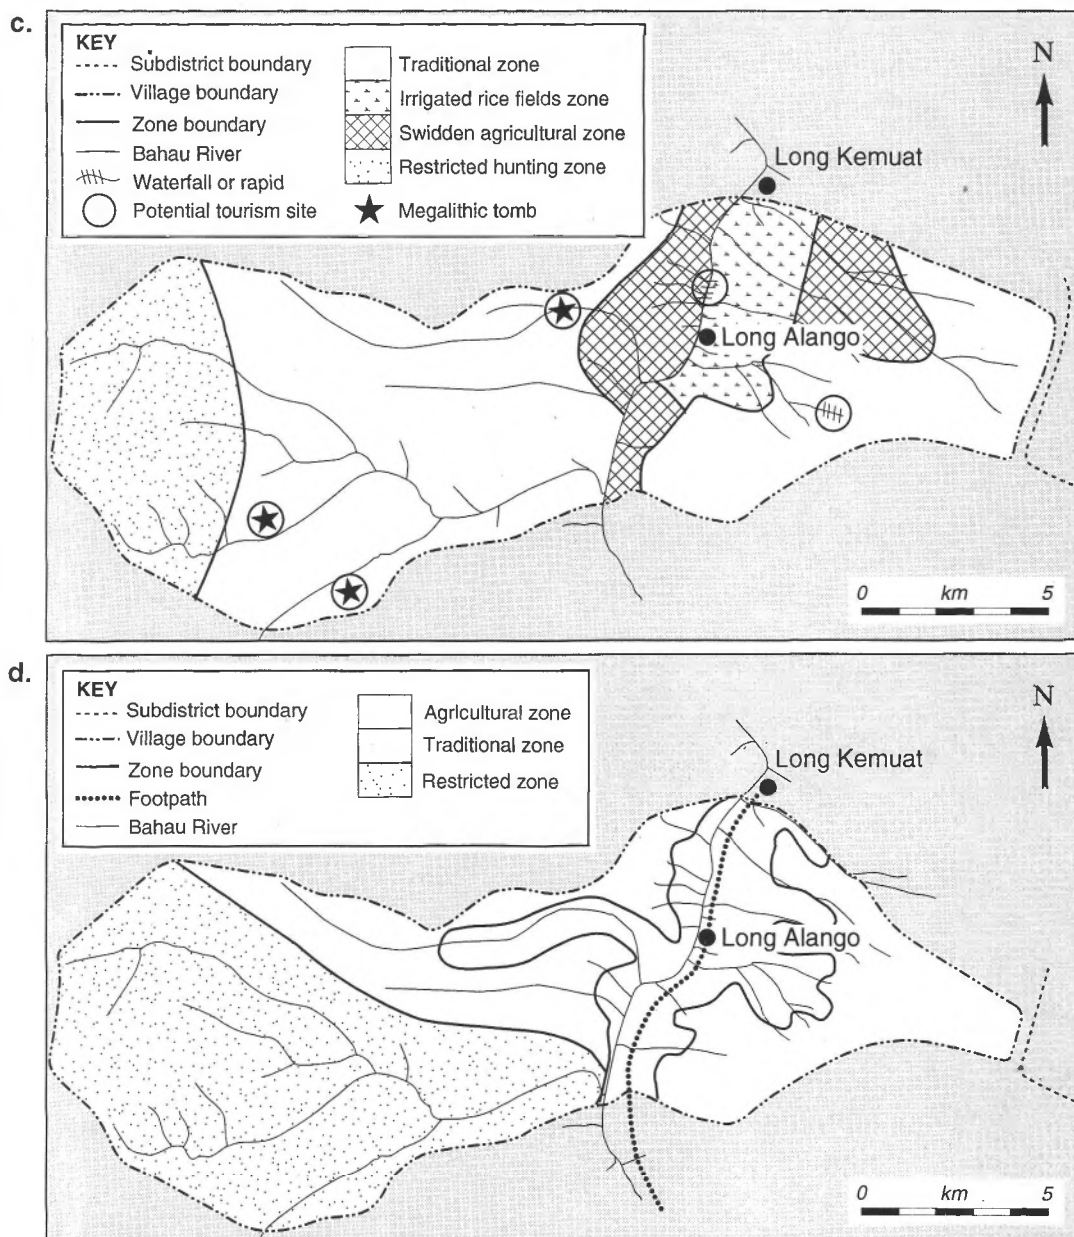 c.
KEY
Subdistrict boundary
Village boundary
Zone boundary
Bahau River
Waterfall or rapid
Potential tourism site
Traditional zone
Irrigated rice fields zone
Swidden agricultural zone
Restricted hunting zone
Megalithic tomb
N
Long Kemuat
Long Alango
0 km 5
d.
KEY
Subdistrict boundary
Village boundary
Zone boundary
Footpath
Bahau River
Agricultural zone
Traditional zone
Restricted zone
N
Long Kemuat
Long Alango
0 km 5